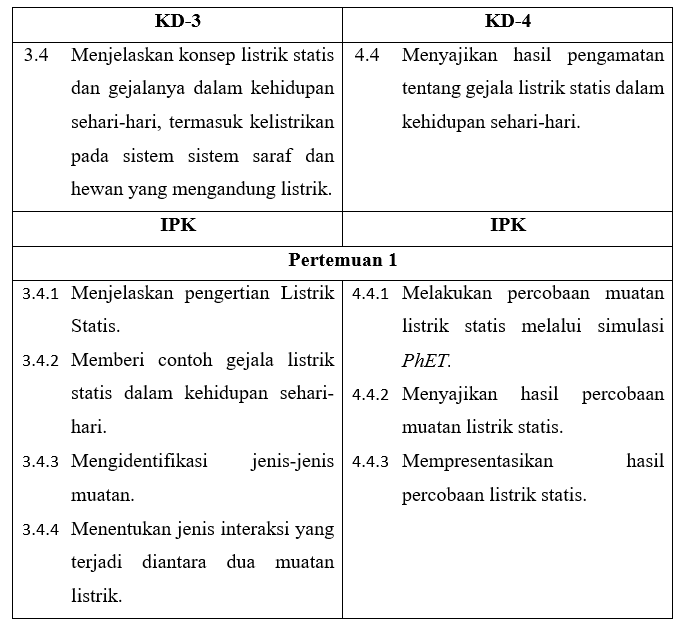 KD-3 KD-4
3.4 Menjelaskan konsep listrik statis
dan gejalanya dalam kehidupan
sehari-hari, termasuk kelistrikan
pada sistem sistem saraf dan
hewan yang mengandung listrik.
4.4 Menyajikan hasil pengamatan
tentang gejala listrik statis dalam
kehidupan sehari-hari.
IPK IPK
Pertemuan 1
3.4.1 Menjelaskan pengertian Listrik
Statis.
3.4.2 Memberi contoh gejala listrik
statis dalam kehidupan sehari-
hari.
3.4.3 Mengidentifikasi jenis-jenis
muatan.
3.4.4 Menentukan jenis interaksi yang
terjadi diantara dua muatan
listrik.
4.4.1 Melakukan percobaan muatan
listrik statis melalui simulasi
PhET.
4.4.2 Menyajikan hasil percobaan
muatan listrik statis.
4.4.3 Mempresentasikan hasil
percobaan listrik statis.